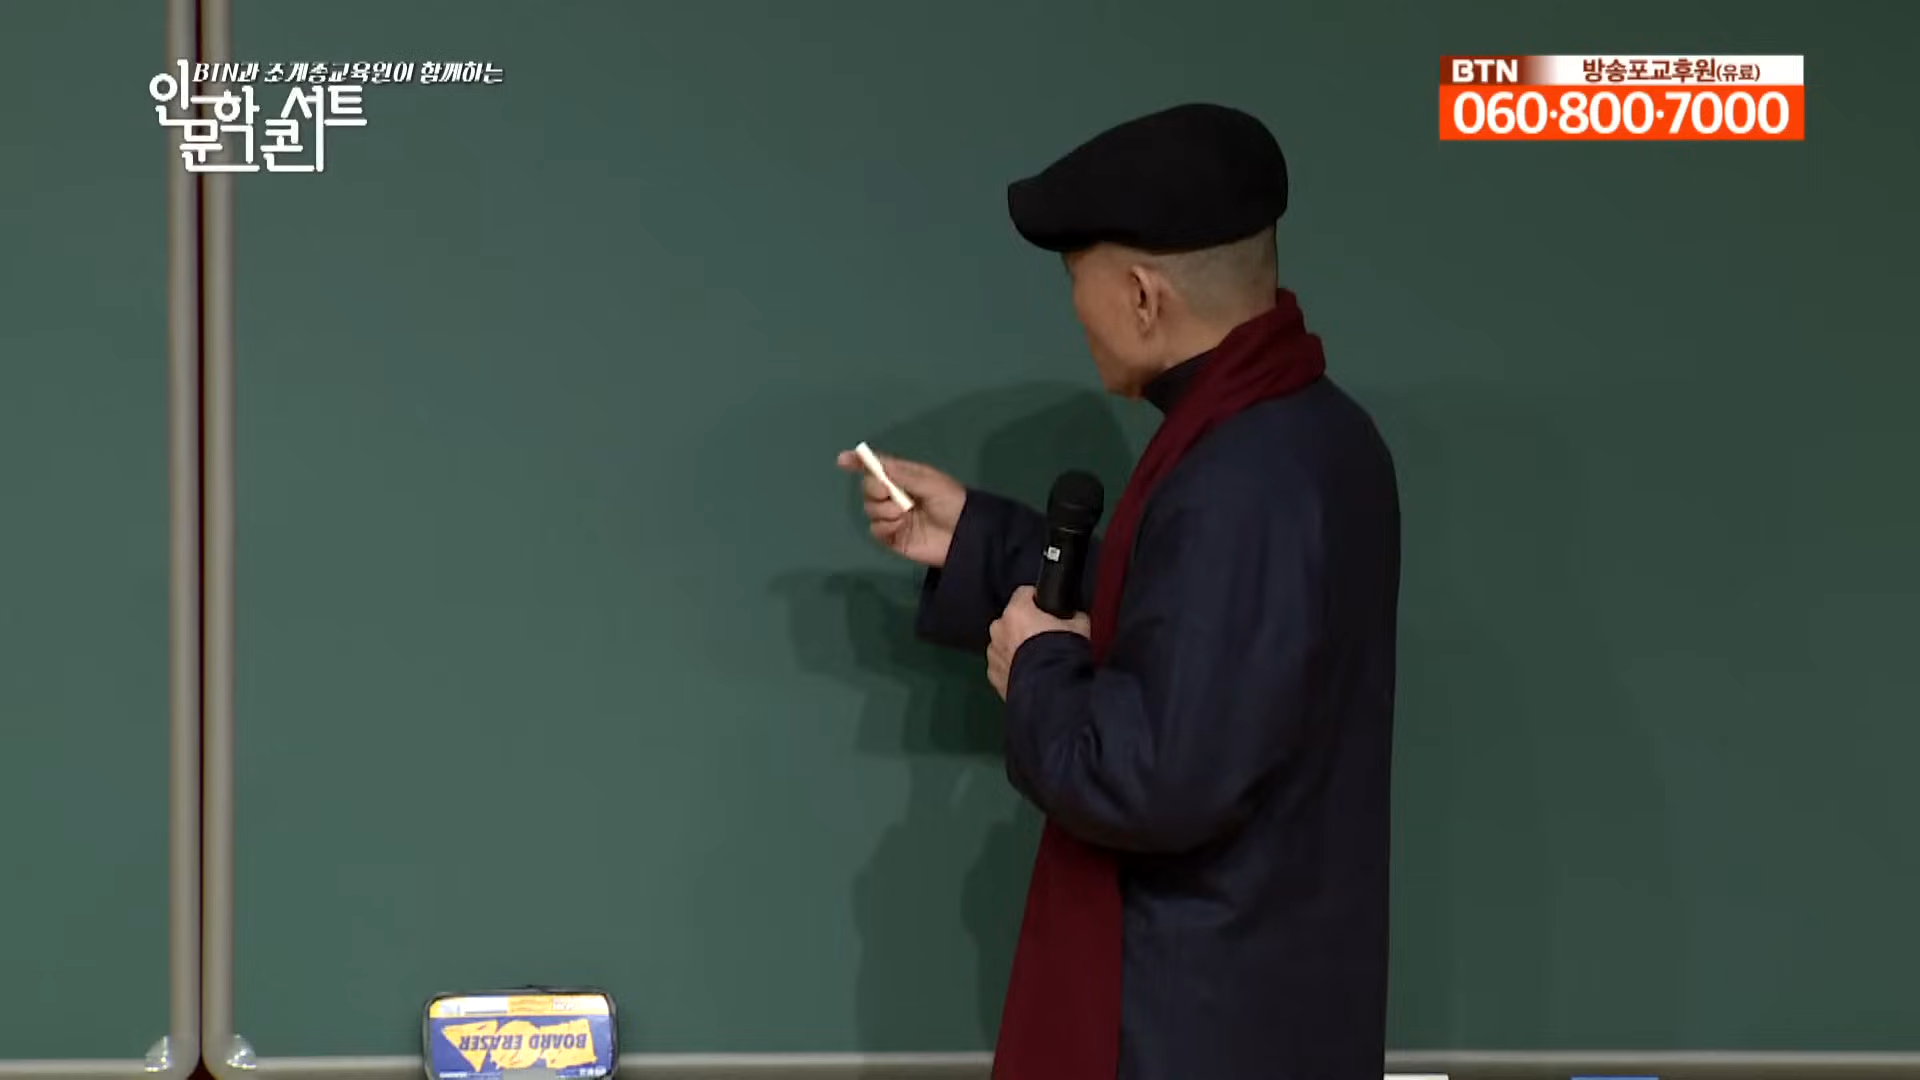 BTN과 조계종교육원이 함께하는
인문학콘서트
BTN 방송포교후원(유료)
060·800·7000
BOARD ERASER